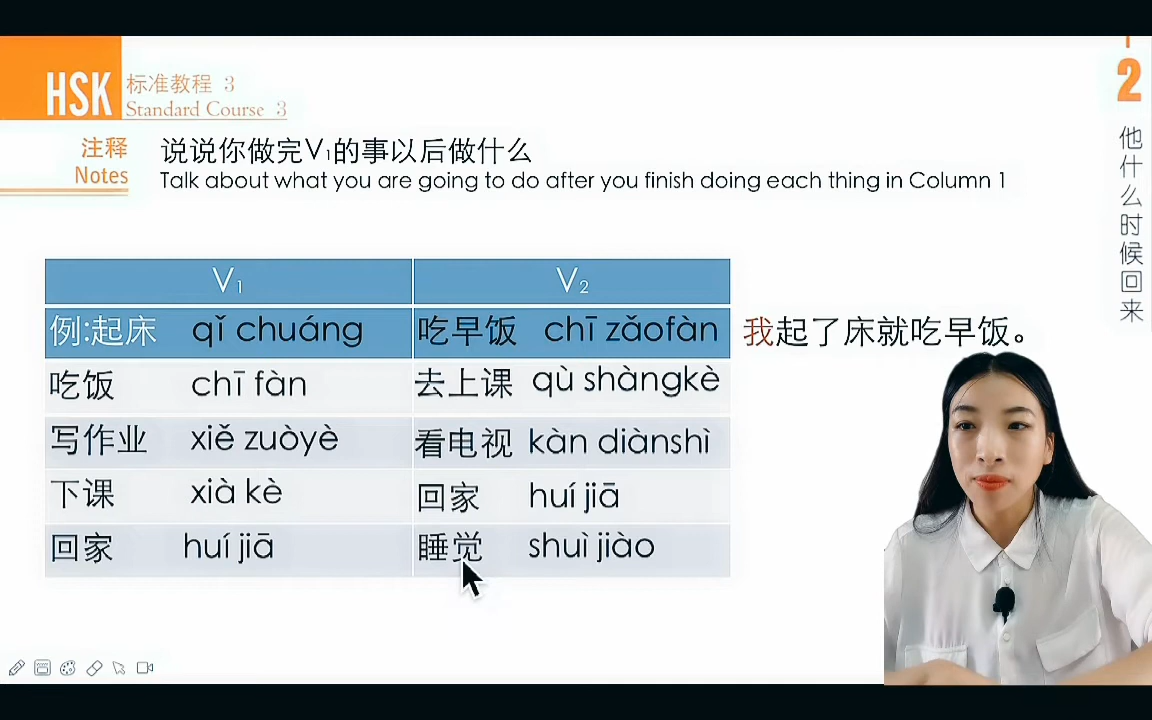 HSK 标准教程 3
Standard Course 3
注释
Notes
说说你做完V₁的事以后做什么
Talk about what you are going to do after you finish doing each thing in Column 1
2
他什么时候回来
V₁ V₂
例:起床 qǐ chuáng 吃早饭 chī zǎofàn
我起了床就吃早饭。
吃饭 chī fàn 去上课 qù shàngkè
写作业 xiě zuòyè 看电视 kàn diànshì
下课 xià kè 回家 huí jiā
回家 huí jiā 睡觉 shuì jiào